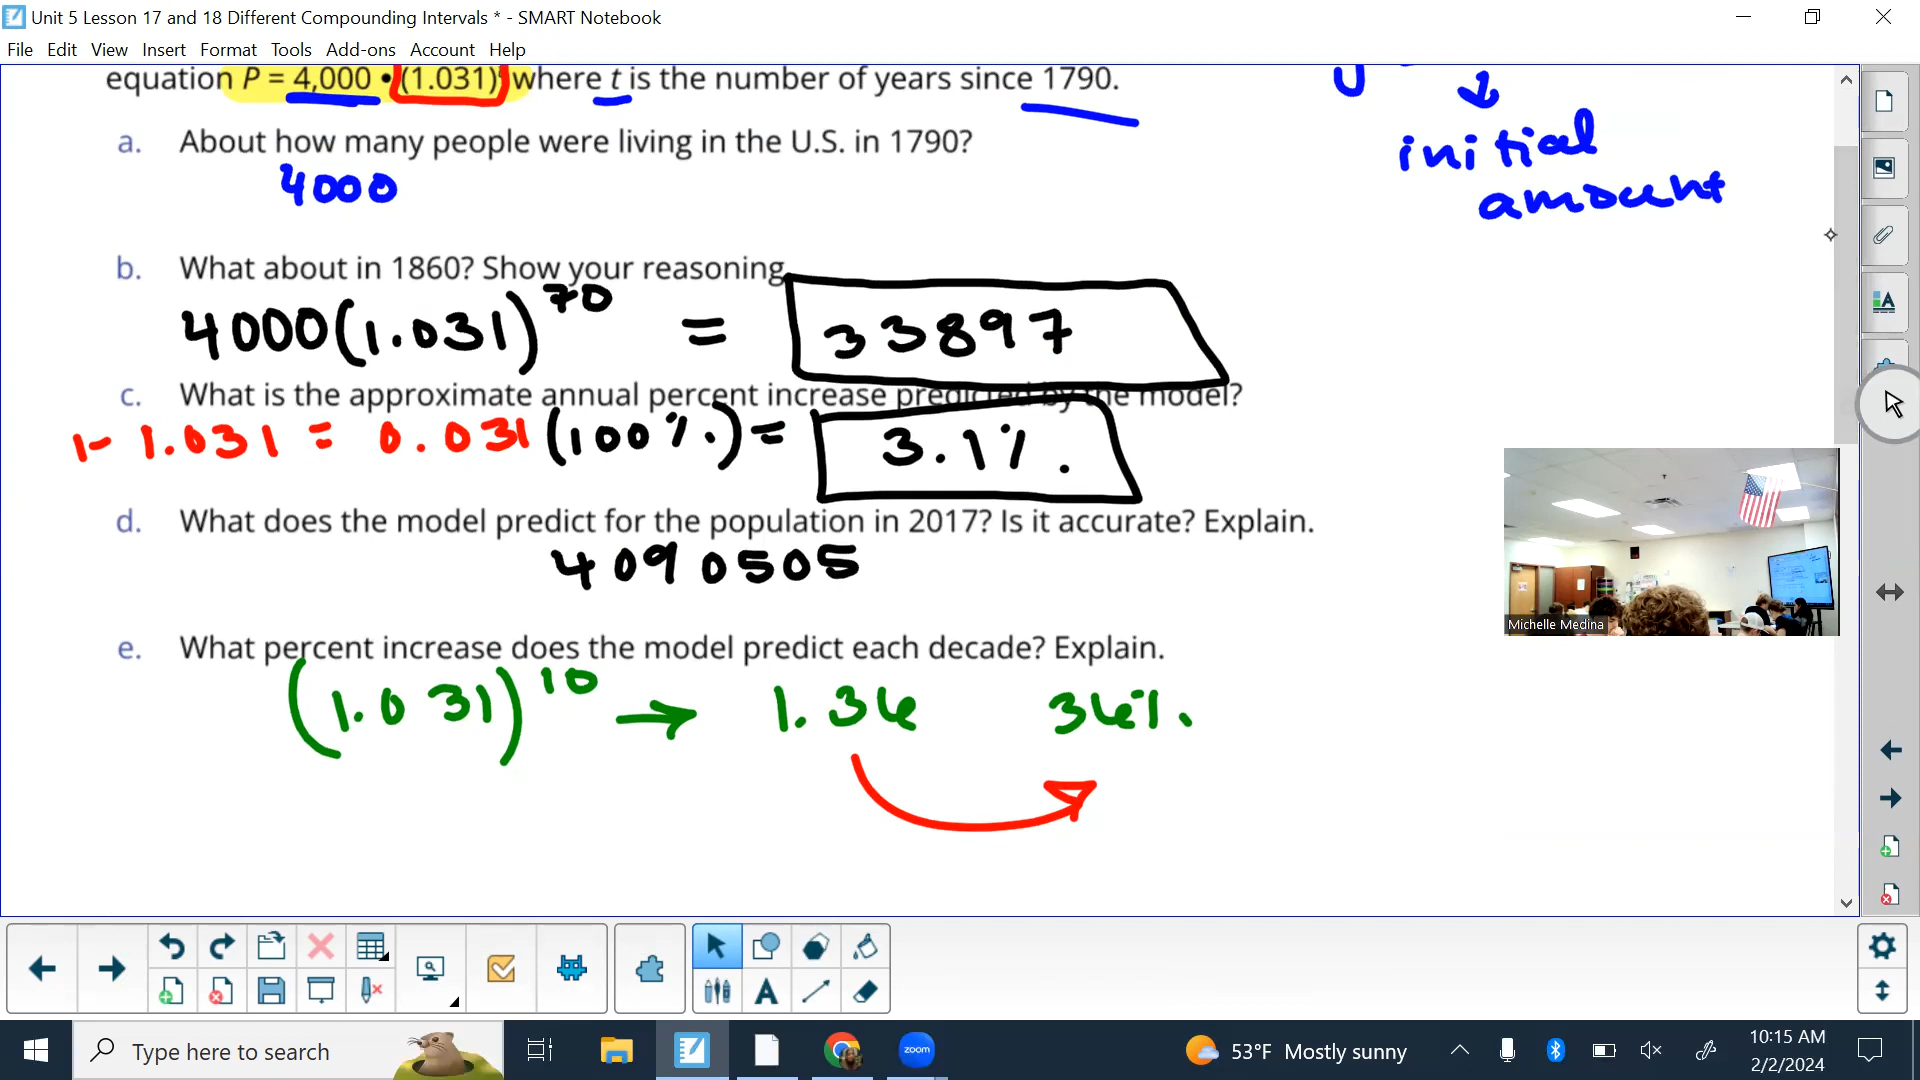 Unit 5 Lesson 17 and 18 Different Compounding Intervals * - SMART Notebook
File Edit View Insert Format Tools Add-ons Account Help
equation P = 4,000 • (1.031) where t is the number of years since 1790.
initial
amount
a. About how many people were living in the U.S. in 1790?
4000
b. What about in 1860? Show your reasoning
4000(1.031)^70 = 33897
c. What is the approximate annual percent increase predicted by the model?
1- 1.031 = 0.031 (100%.) = 3.1%.
d. What does the model predict for the population in 2017? Is it accurate? Explain.
4090505
e. What percent increase does the model predict each decade? Explain.
(1.031)^10 → 1.36 36%.
Michelle Medina
Type here to search
zoom
53°F Mostly sunny
10:15 AM
2/2/2024